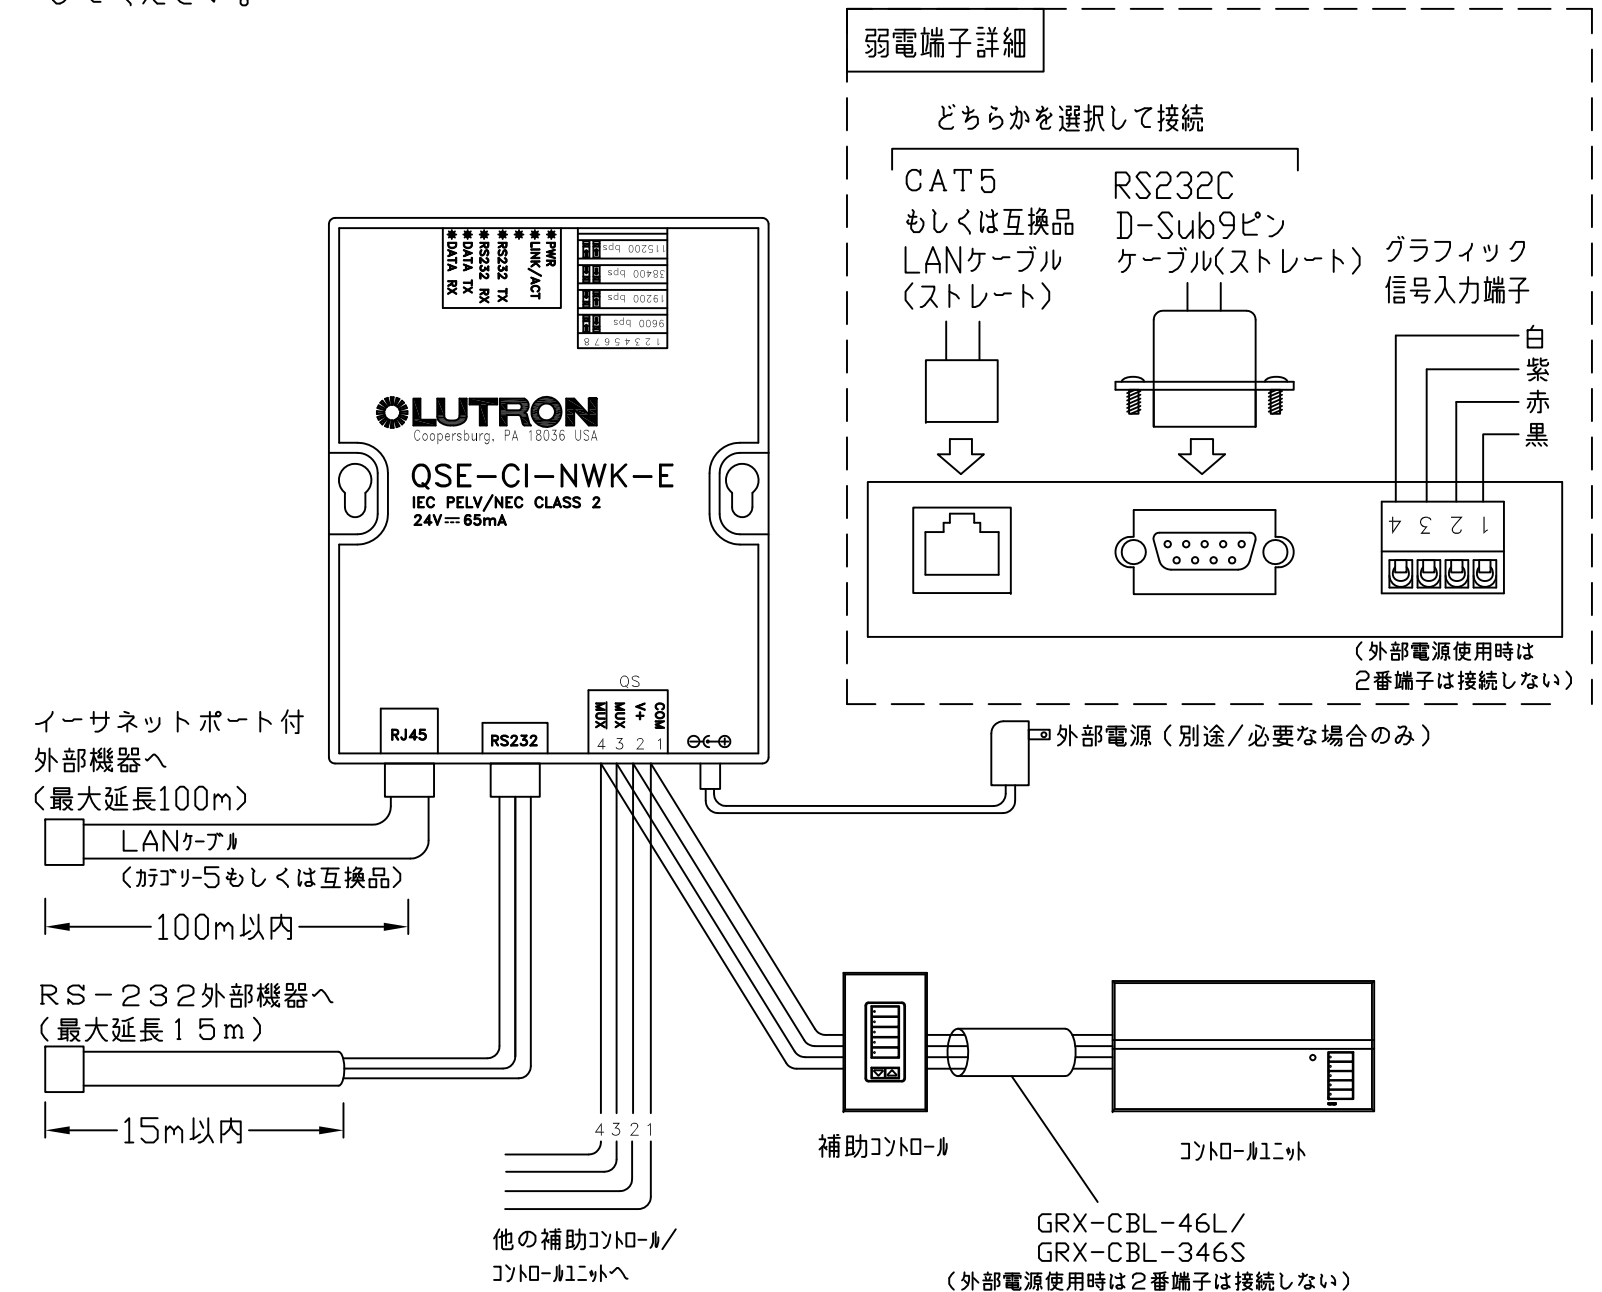 してください。
弱電端子詳細
どちらかを選択して接続
CAT5
もしくは互換品
LANケーブル
(ストレート)
RS232C
D-Sub9ピン
ケーブル(ストレート)
グラフィック
信号入力端子
白
紫
赤
黒
4 3 2 1
(外部電源使用時は
2番端子は接続しない)
PWR
LINK/ACT
RS232 TX
RS232 RX
DATA TX
DATA RX
115200 bps
38400 bps
19200 bps
9600 bps
1 2 3 4 5 6 7 8
LUTRON
Coopersburg, PA 18036 USA
QSE-CI-NWK-E
IEC PELV/NEC CLASS 2
24V⎓65mA
QS
MUX MUX V+ COM
4 3 2 1
RJ45
RS232
外部電源(別途/必要な場合のみ)
イーサネットポート付
外部機器へ
(最大延長100m)
LANケーブル
(カテゴリー5もしくは互換品)
100m以内
RS-232外部機器へ
(最大延長15m)
15m以内
4 3 2 1
他の補助コントロール/
コントロールユニットへ
補助コントロール
コントロールユニット
GRX-CBL-46L/
GRX-CBL-346S
(外部電源使用時は2番端子は接続しない)